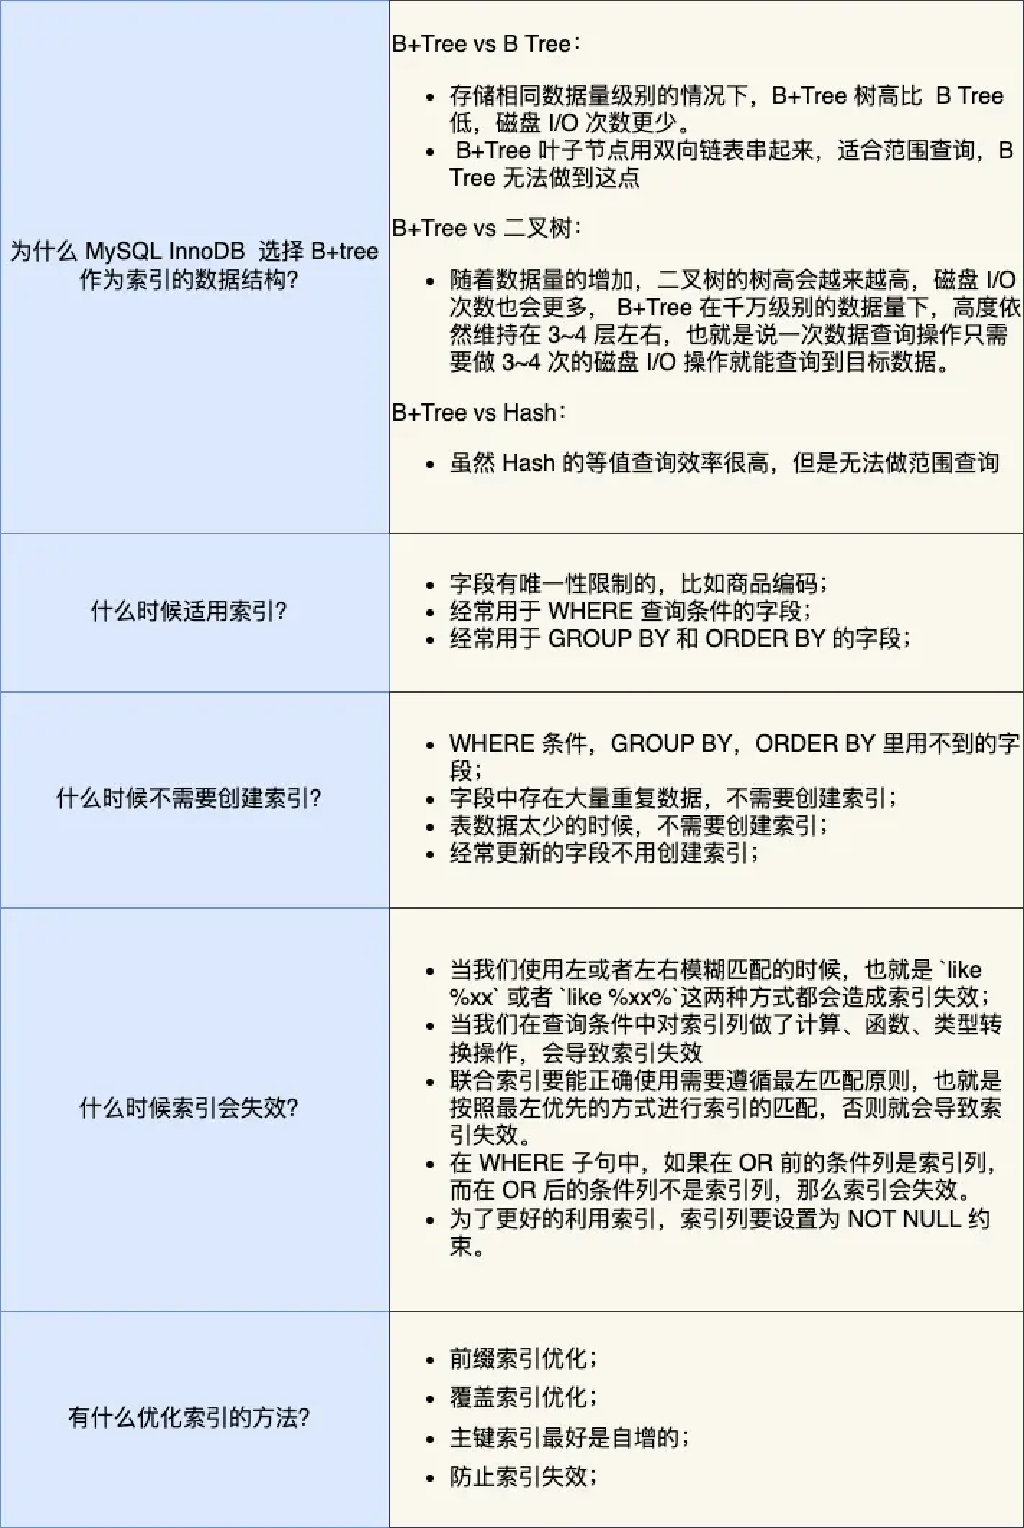 为什么 MySQL InnoDB 选择 B+tree
作为索引的数据结构？
B+Tree vs B Tree：
• 存储相同数据量级别的情况下，B+Tree 树高比 B Tree
低，磁盘 I/O 次数更少。
• B+Tree 叶子节点用双向链表串起来，适合范围查询，B
Tree 无法做到这点
B+Tree vs 二叉树：
• 随着数据量的增加，二叉树的树高会越来越高，磁盘 I/O
次数也会更多， B+Tree 在千万级别的数据量下，高度依
然维持在 3~4 层左右，也就是说一次数据查询操作只需
要做 3~4 次的磁盘 I/O 操作就能查询到目标数据。
B+Tree vs Hash：
• 虽然 Hash 的等值查询效率很高，但是无法做范围查询
什么时候适用索引？
• 字段有唯一性限制的，比如商品编码；
• 经常用于 WHERE 查询条件的字段；
• 经常用于 GROUP BY 和 ORDER BY 的字段；
什么时候不需要创建索引？
• WHERE 条件，GROUP BY，ORDER BY 里用不到的字
段；
• 字段中存在大量重复数据，不需要创建索引；
• 表数据太少的时候，不需要创建索引；
• 经常更新的字段不用创建索引；
什么时候索引会失效？
• 当我们使用左或者左右模糊匹配的时候，也就是 `like
%xx` 或者 `like %xx%`这两种方式都会造成索引失效；
• 当我们在查询条件中对索引列做了计算、函数、类型转
换操作，会导致索引失效
• 联合索引要能正确使用需要遵循最左匹配原则，也就是
按照最左优先的方式进行索引的匹配，否则就会导致索
引失效。
• 在 WHERE 子句中，如果在 OR 前的条件列是索引列，
而在 OR 后的条件列不是索引列，那么索引会失效。
• 为了更好的利用索引，索引列要设置为 NOT NULL 约
束。
有什么优化索引的方法？
• 前缀索引优化；
• 覆盖索引优化；
• 主键索引最好是自增的；
• 防止索引失效；